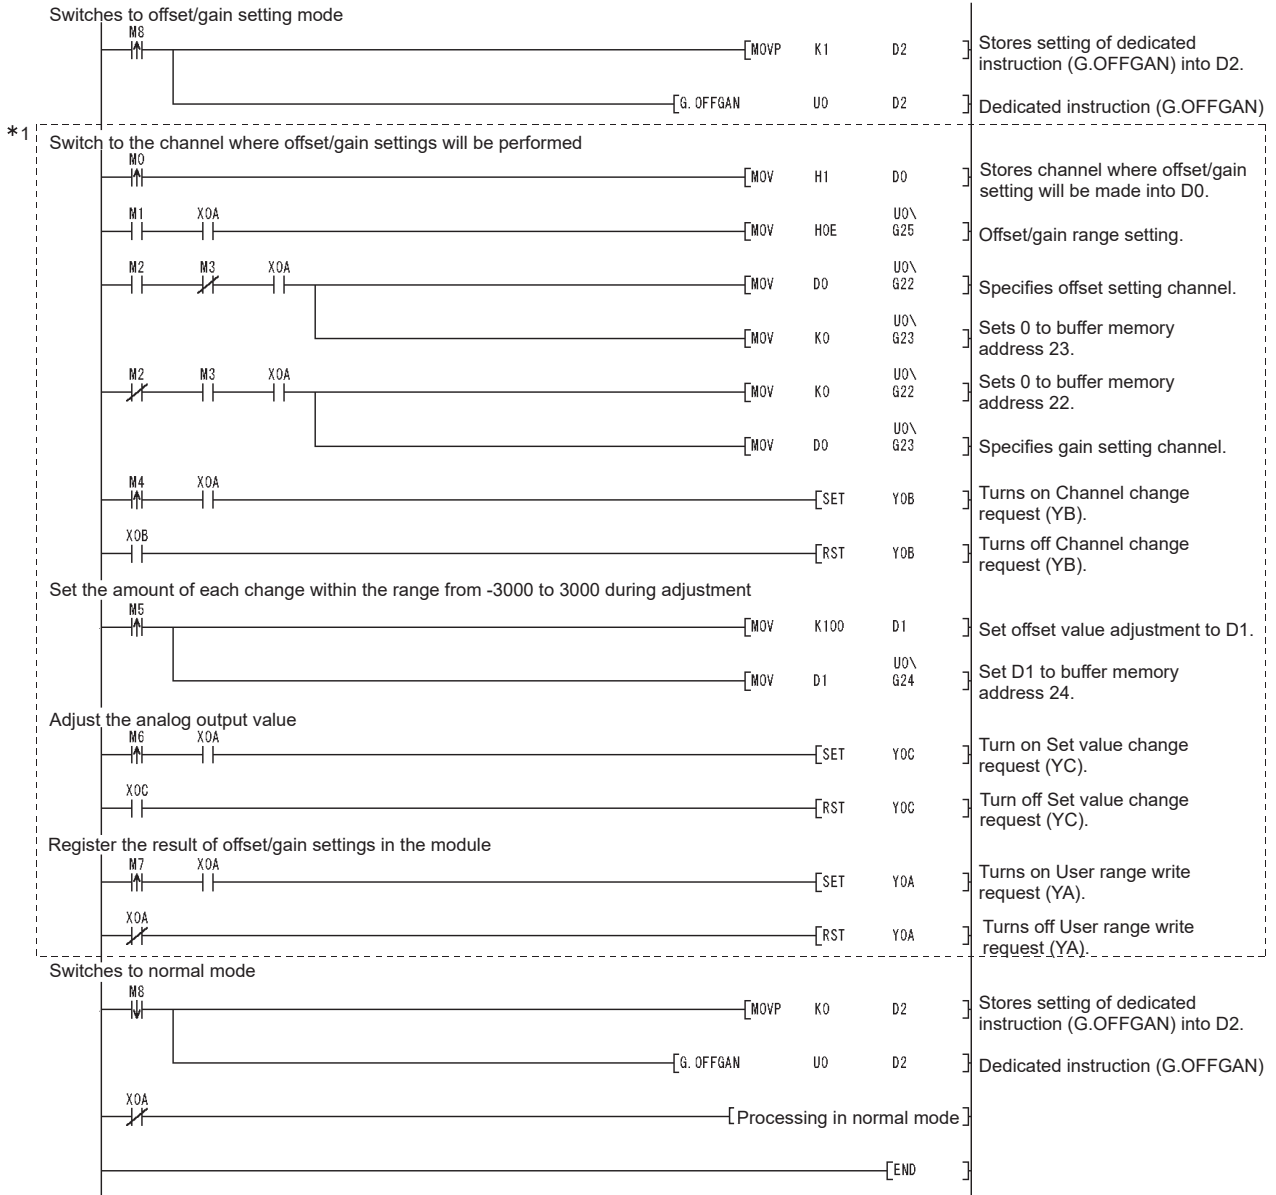 Switches to offset/gain setting mode
M8
MOVP K1 D2
Stores setting of dedicated
instruction (G.OFFGAN) into D2.
G.OFFGAN U0 D2
Dedicated instruction (G.OFFGAN)
*1
Switch to the channel where offset/gain settings will be performed
M0
MOV H1 D0
Stores channel where offset/gain
setting will be made into D0.
M1 X0A
U0\
MOV H0E G25
Offset/gain range setting.
M2 M3 X0A
U0\
MOV D0 G22
Specifies offset setting channel.
U0\
MOV K0 G23
Sets 0 to buffer memory
address 23.
M2 M3 X0A
U0\
MOV K0 G22
Sets 0 to buffer memory
address 22.
U0\
MOV D0 G23
Specifies gain setting channel.
M4 X0A
SET Y0B
Turns on Channel change
request (YB).
X0B
RST Y0B
Turns off Channel change
request (YB).
Set the amount of each change within the range from -3000 to 3000 during adjustment
M5
MOV K100 D1
Set offset value adjustment to D1.
U0\
MOV D1 G24
Set D1 to buffer memory
address 24.
Adjust the analog output value
M6 X0A
SET Y0C
Turn on Set value change
request (YC).
X0C
RST Y0C
Turn off Set value change
request (YC).
Register the result of offset/gain settings in the module
M7 X0A
SET Y0A
Turns on User range write
request (YA).
X0A
RST Y0A
Turns off User range write
request (YA).
Switches to normal mode
M8
MOVP K0 D2
Stores setting of dedicated
instruction (G.OFFGAN) into D2.
G.OFFGAN U0 D2
Dedicated instruction (G.OFFGAN)
X0A
Processing in normal mode
END